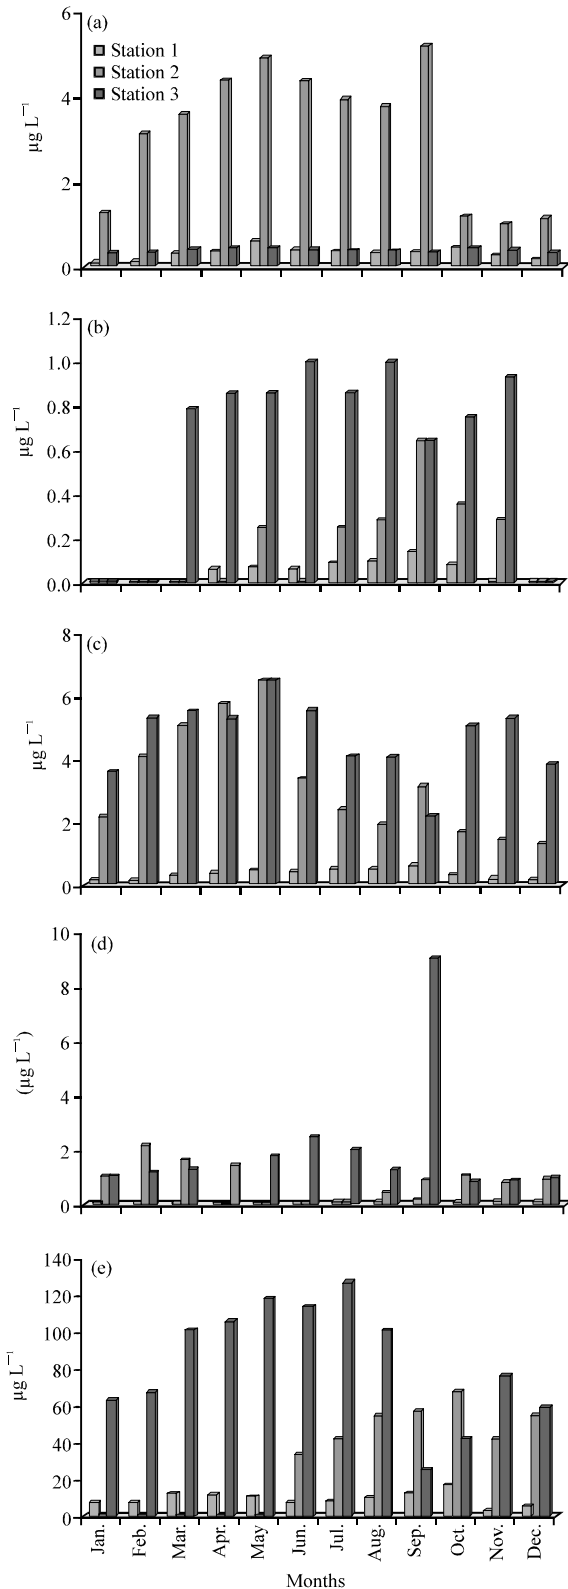 (a)
Station 1
Station 2
Station 3
6
4
2
0
µg L⁻¹
(b)
1.2
1.0
0.8
0.6
0.4
0.2
0.0
µg L⁻¹
(c)
8
6
4
2
0
µg L⁻¹
(d)
10
8
6
4
2
0
(µg L⁻¹)
(e)
140
120
100
80
60
40
20
0
µg L⁻¹
Jan. Feb. Mar. Apr. May Jun. Jul. Aug. Sep. Oct. Nov. Dec.
Months